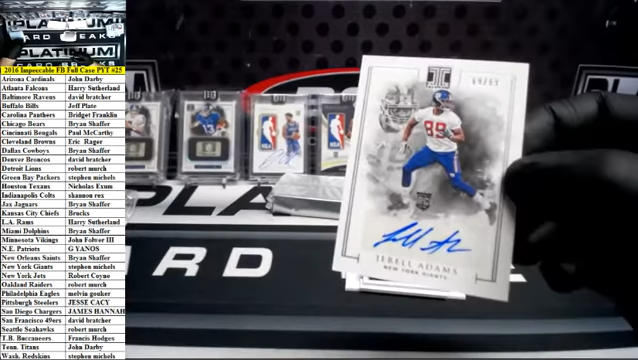 PLATINUM
CARD BREAKS
2016 Impeccable FB Full Case PYT #25
Arizona Cardinals John Darby
Atlanta Falcons Harry Sutherland
Baltimore Ravens david bratcher
Buffalo Bills Jeff Plate
Carolina Panthers Bridget Franklin
Chicago Bears Bryan Shaffer
Cincinnati Bengals Paul McCarthy
Cleveland Browns Eric Rager
Dallas Cowboys Bryan Shaffer
Denver Broncos david bratcher
Detroit Lions robert murch
Green Bay Packers stephen michels
Houston Texans Nicholas Exum
Indianapolis Colts shannon rex
Jax Jaguars Bryan Shaffer
Kansas City Chiefs Brucks
L.A. Rams Harry Sutherland
Miami Dolphins Bryan Shaffer
Minnesota Vikings John Folver III
N.E. Patriots G YANOS
New Orleans Saints Bryan Shaffer
New York Giants stephen michels
New York Jets Robert Coyne
Oakland Raiders robert murch
Philadelphia Eagles melvin gouker
Pittsburgh Steelers JESSE CACY
San Diego Chargers JAMES HANNAH
San Francisco 49ers david bratcher
Seattle Seahawks robert murch
T.B. Buccaneers Francis Hodges
Tenn. Titans John Darby
Wash. Redskins stephen michels
13
NBA
NBA
89
JERELL ADAMS
NEW YORK GIANTS
PLA
RD